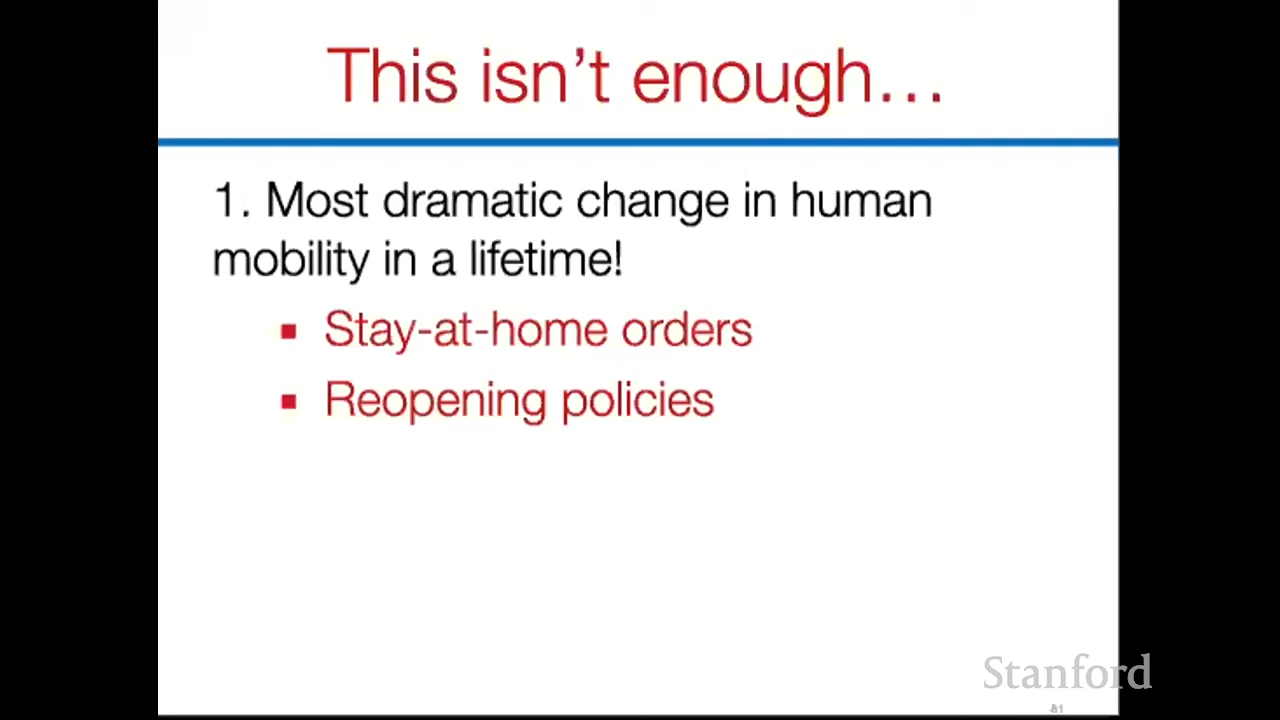 This isn't enough…
1. Most dramatic change in human
mobility in a lifetime!
▪ Stay-at-home orders
▪ Reopening policies
Stanford